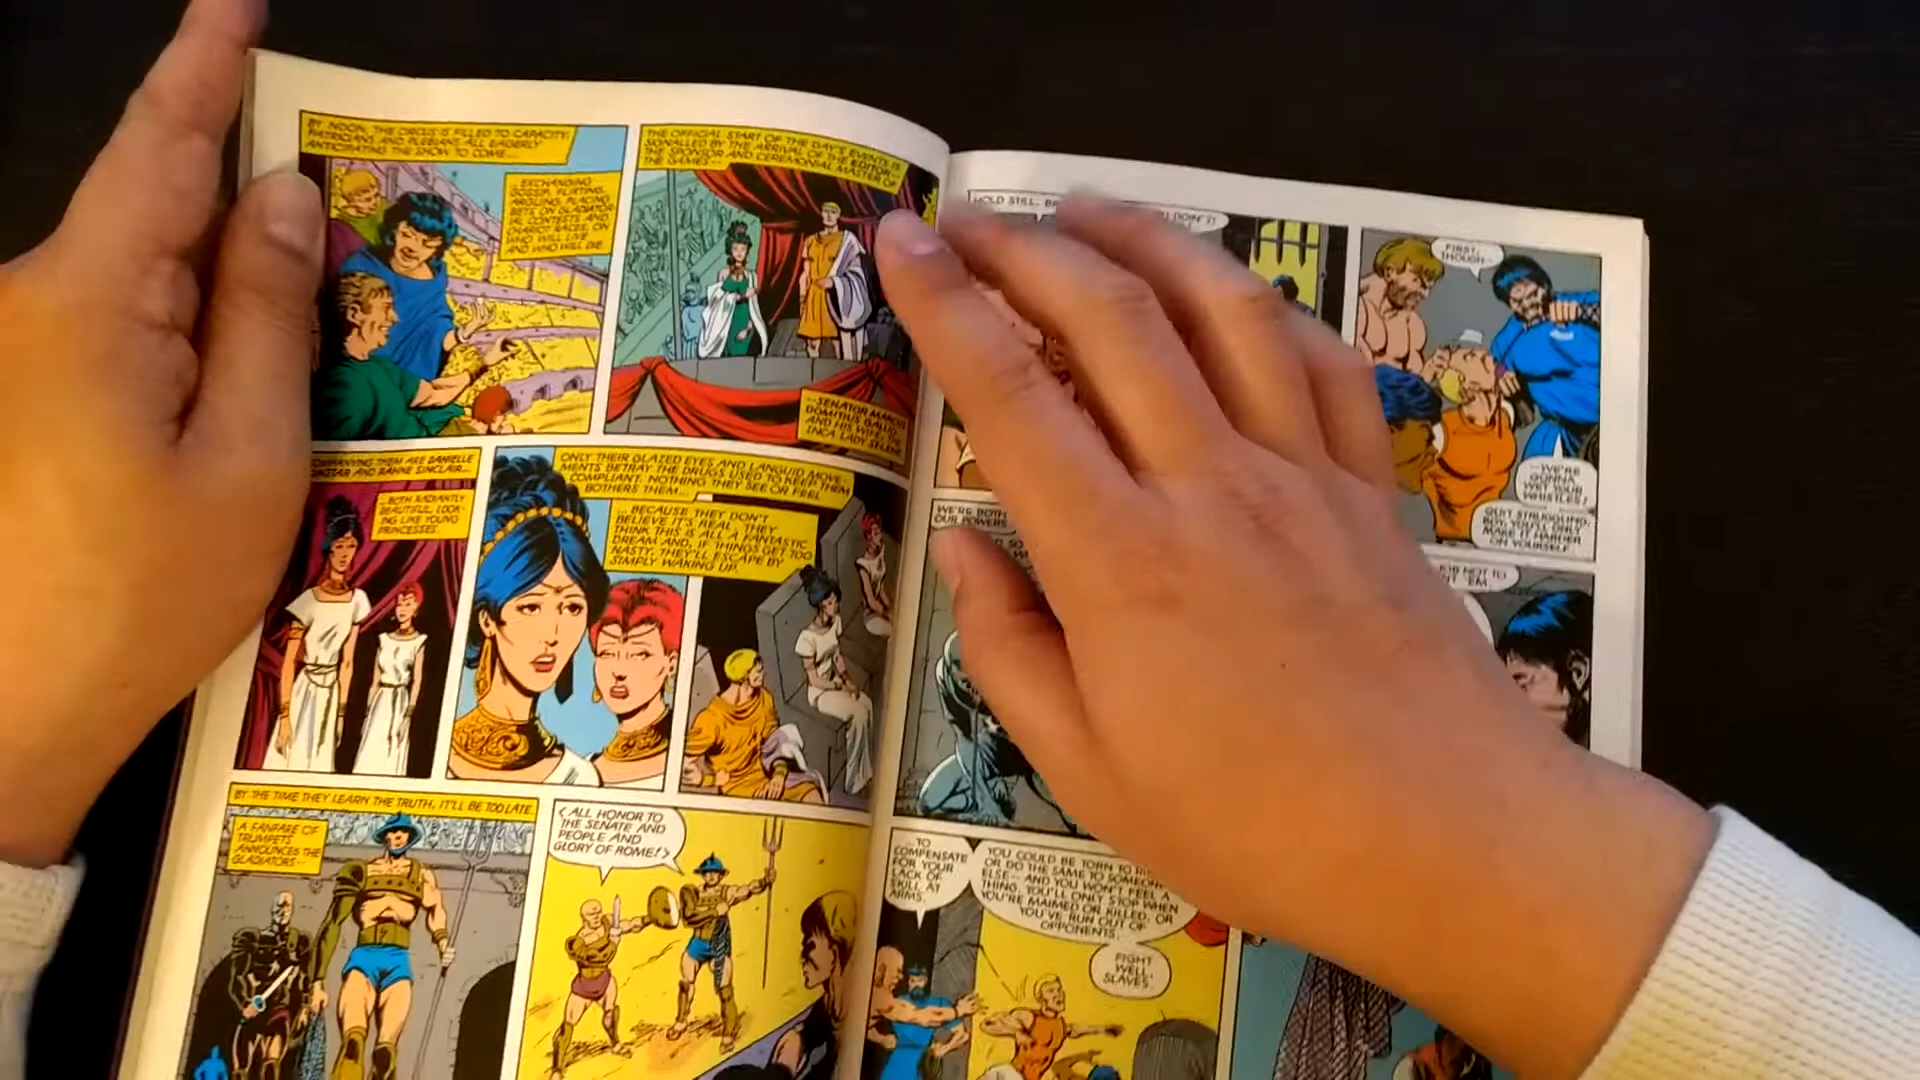 BY NOON, THE CIRCUS IS FILLED TO CAPACITY
PATRICIANS AND PLEBIANS, ALL EAGERLY
ANTICIPATING THE SHOW TO COME...
...EXCHANGING
GOSSIP, FLIRTING,
ARGUING, PLACING
BETS ON GLADIATOR-
IAL CONTESTS AND
CHARIOT RACES, ON
WHO WILL LIVE
AND WHO WILL DIE.
THE OFFICIAL START OF THE DAY'S EVENTS IS
SIGNALLED BY THE ARRIVAL OF THE EDITOR--
THE SPONSOR AND CEREMONIAL MASTER OF
THE GAMES--
--SENATOR MARCUS
DOMITIUS GALLIO
AND HIS WIFE, THE
INCA LADY SELENE
ARE DANIELLE
AND RAHNE SINCLAIR...
...BOTH RADIANTLY
BEAUTIFUL, LOOK-
ING LIKE YOUNG
PRINCESSES.
ONLY THEIR GLAZED EYES AND LANGUID MOVE-
MENTS BETRAY THE DRUGS USED TO KEEP THEM
COMPLIANT. NOTHING THEY SEE OR FEEL
BOTHERS THEM...
...BECAUSE THEY DON'T
BELIEVE IT'S REAL. THEY
THINK THIS IS ALL A FANTASTIC
DREAM AND, IF THINGS GET TOO
NASTY, THEY'LL ESCAPE BY
SIMPLY WAKING UP.
BY THE TIME THEY LEARN THE TRUTH, IT'LL BE TOO LATE.
A FANFARE OF
TRUMPETS
ANNOUNCES THE
GLADIATORS--
<ALL HONOR TO
THE SENATE AND
PEOPLE AND
GLORY OF ROME!>
HOLD STILL,
DOIN'?!
FIRST,
THOUGH--
--WE'RE
GONNA
WET YOUR
WHISTLES!
QUIT STRUGGLING,
BOY. YOU'LL ONLY
MAKE IT HARDER
ON YOURSELF.
WE'RE BOTH
OUR POWERS
NOT TO
'EM.
...TO
COMPENSATE
FOR YOUR
LACK OF
SKILL AT
ARMS.
YOU COULD BE TORN TO
OR DO THE SAME TO SOMEONE
ELSE-- AND YOU WON'T FEEL A
THING. YOU'LL ONLY STOP WHEN
YOU'RE MAIMED OR KILLED, OR
YOU'VE RUN OUT OF
OPPONENTS.
FIGHT
WELL,
SLAVES.